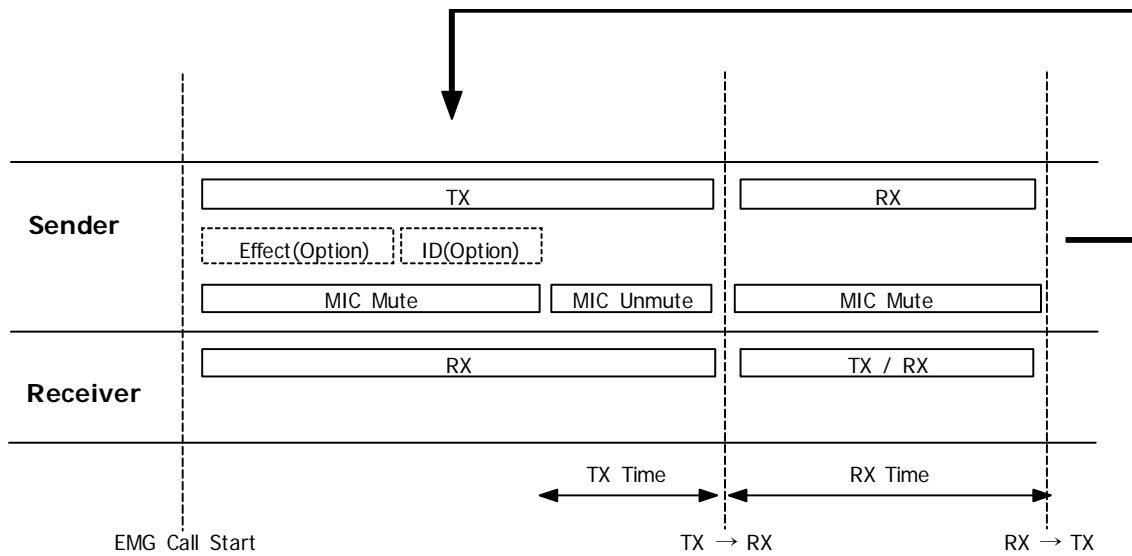 TX RX
Sender
Effect(Option) ID(Option)
MIC Mute MIC Unmute MIC Mute
RX TX / RX
Receiver
TX Time RX Time
EMG Call Start TX → RX RX → TX